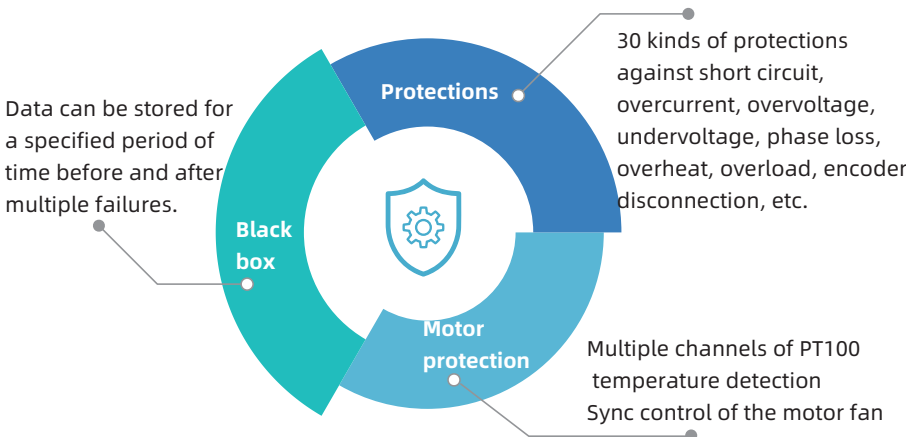 Protections
30 kinds of protections
against short circuit,
overcurrent, overvoltage,
undervoltage, phase loss,
overheat, overload, encoder
disconnection, etc.
Data can be stored for
a specified period of
time before and after
multiple failures.
Black
box
Motor
protection
Multiple channels of PT100
temperature detection
Sync control of the motor fan